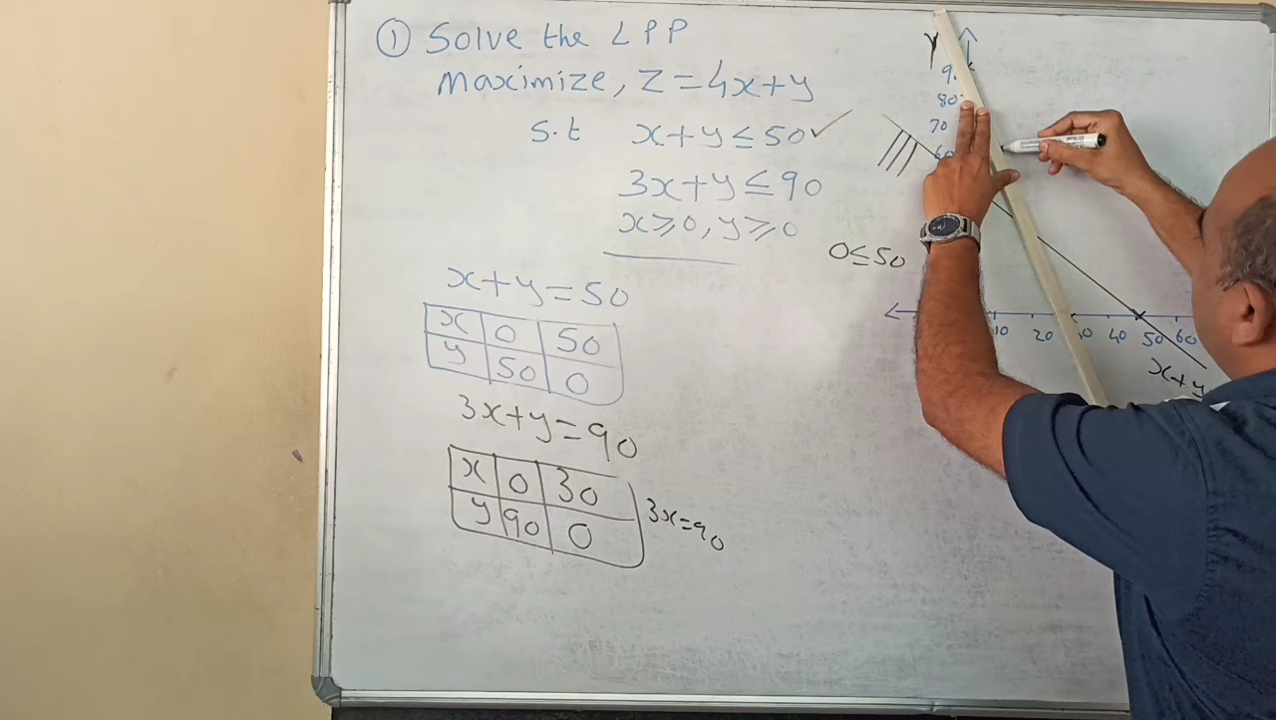 ① Solve the LPP
Maximize, Z = 4x+y
S.t x+y ≤ 50 ✓
3x+y ≤ 90
x ≥ 0, y ≥ 0
0 ≤ 50
x+y = 50
x 0 50
y 50 0
3x+y = 90
x 0 30
y 90 0
3x = 90
Y
80
70
10 20 40 50 60
x+y